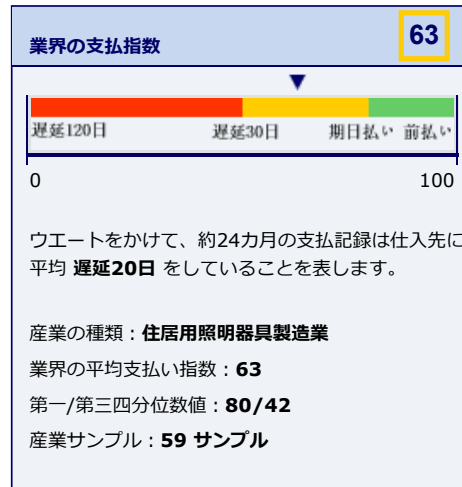 業界の支払指数 63
遅延120日 遅延30日 期日払い 前払い
0 100
ウエートをかけて、約24カ月の支払記録は仕入先に
平均 遅延20日 をしていることを表します。
産業の種類：住居用照明器具製造業
業界の平均支払い指数：63
第一/第三四分位数値：80/42
産業サンプル：59 サンプル